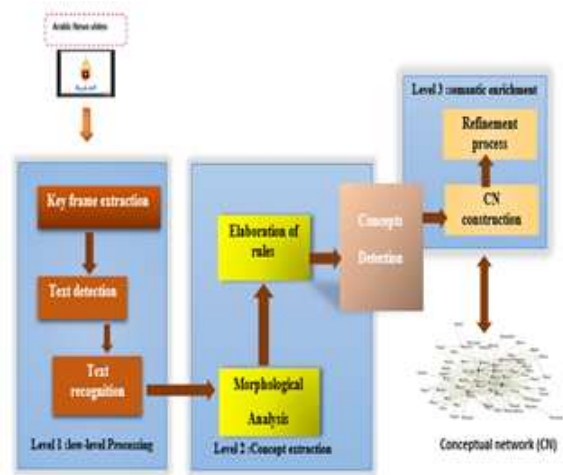 Arabic News video
Level 3 :semantic enrichment
Refinement
process
CN
construction
Key frame extraction
Text detection
Text
recognition
Level 1 :low-level Processing
Elaboration of
rules
Morphological
Analysis
Level 2 :Concept extraction
Concepts
Detection
Conceptual network (CN)